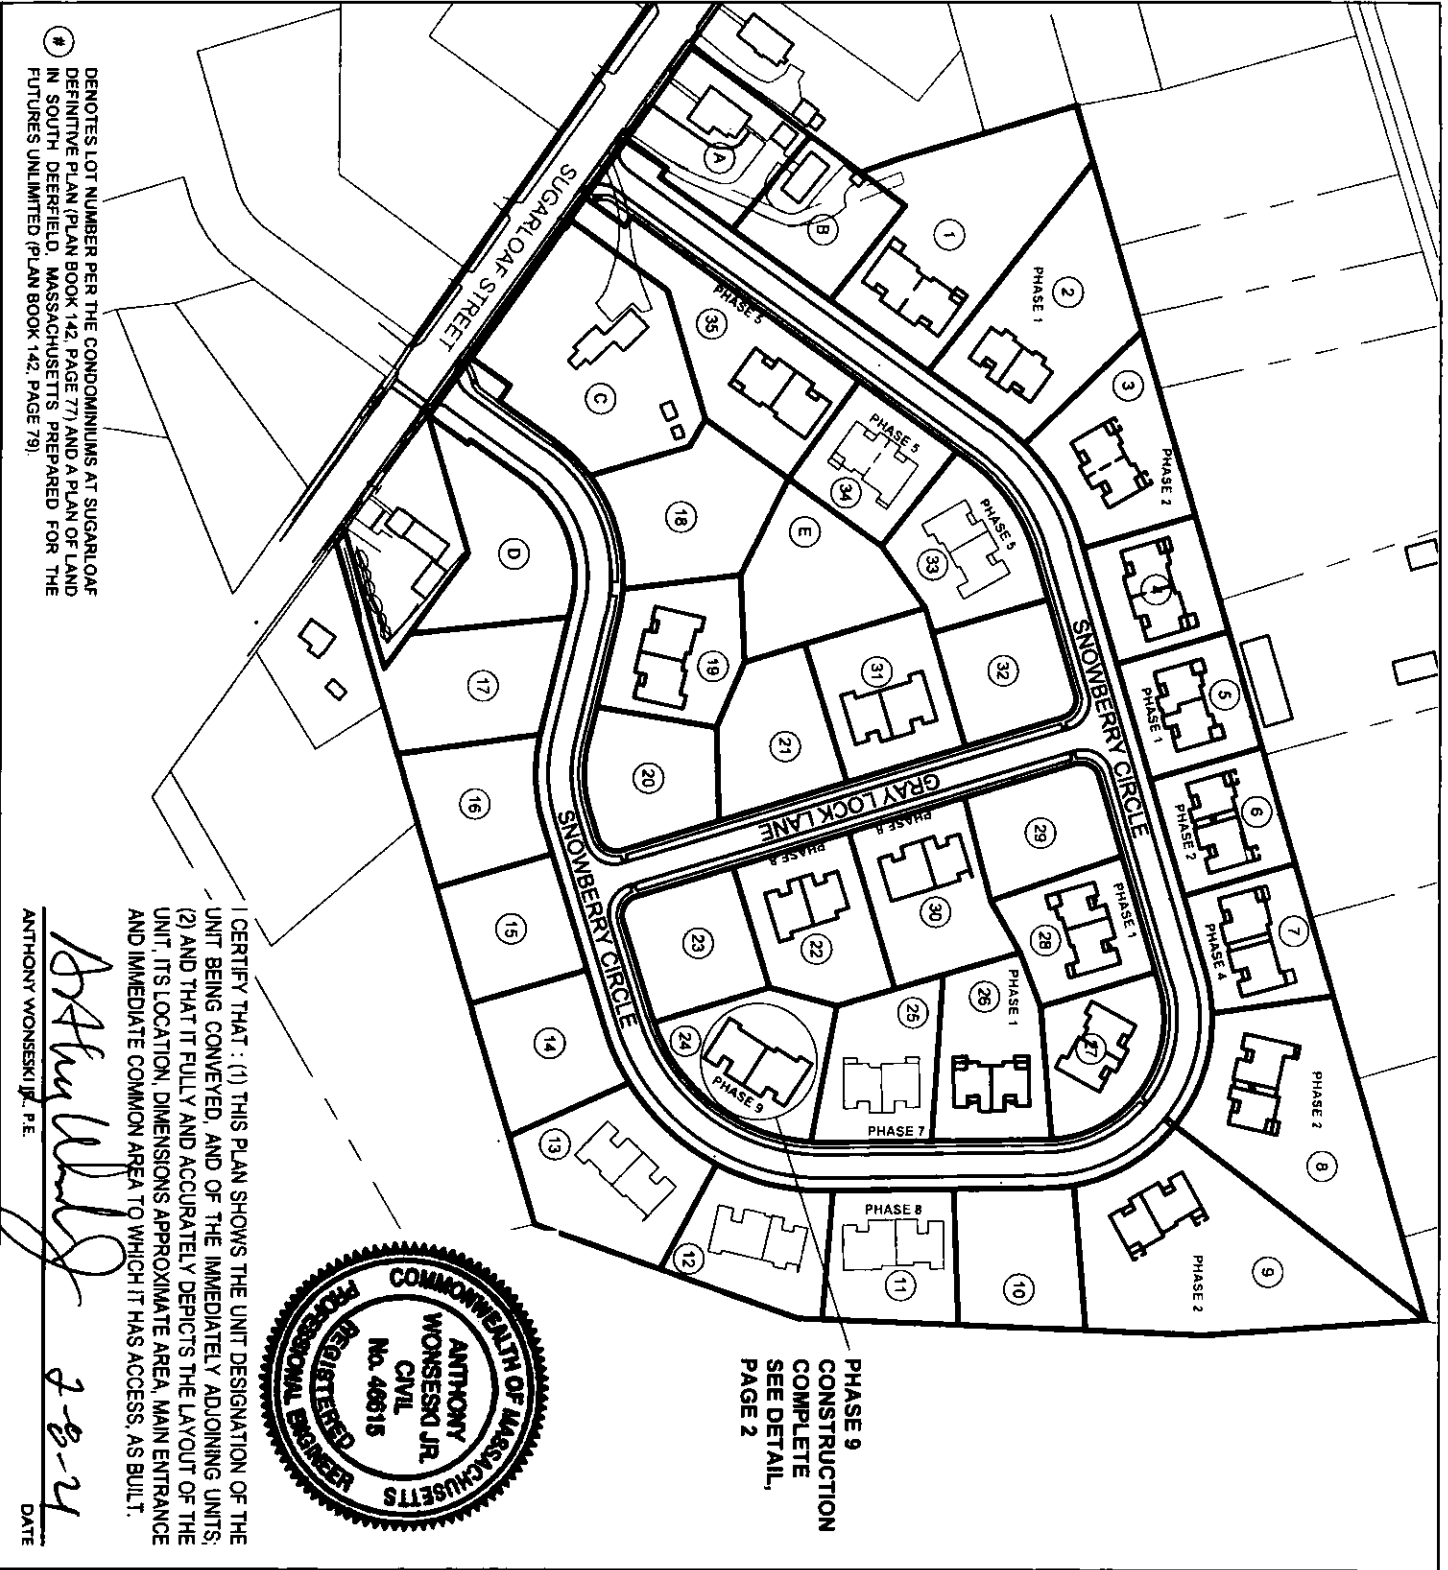 DENOTES LOT NUMBER PER THE CONDOMINIUMS AT SUGARLOAF
DEFINITIVE PLAN (PLAN BOOK 142, PAGE 77) AND A PLAN OF LAND
# IN SOUTH DEERFIELD, MASSACHUSETTS PREPARED FOR THE
FUTURES UNLIMITED (PLAN BOOK 142, PAGE 79).
SUGARLOAF STREET
SNOWBERRY CIRCLE
SNOWBERRY CIRCLE
GRAY LOCK LANE
A
B
C
D
E
1
2
PHASE 1
3
PHASE 2
4
5
PHASE 1
6
PHASE 2
7
PHASE 4
8
PHASE 2
9
PHASE 2
10
11
PHASE 8
12
13
14
15
16
17
18
19
20
21
22
PHASE 8
23
24
PHASE 9
25
PHASE 7
26
PHASE 1
27
28
PHASE 1
29
30
PHASE 8
31
32
33
PHASE 5
34
PHASE 5
35
PHASE 5
PHASE 9
CONSTRUCTION
COMPLETE
SEE DETAIL,
PAGE 2
I CERTIFY THAT : (1) THIS PLAN SHOWS THE UNIT DESIGNATION OF THE
UNIT BEING CONVEYED, AND OF THE IMMEDIATELY ADJOINING UNITS;
(2) AND THAT IT FULLY AND ACCURATELY DEPICTS THE LAYOUT OF THE
UNIT, ITS LOCATION, DIMENSIONS APPROXIMATE AREA, MAIN ENTRANCE
AND IMMEDIATE COMMON AREA TO WHICH IT HAS ACCESS, AS BUILT.
COMMONWEALTH OF MASSACHUSETTS
ANTHONY
WONSESKI JR.
CIVIL
No. 46615
REGISTERED
PROFESSIONAL ENGINEER
2-8-21
ANTHONY WONSESKI JR., P.E.
DATE